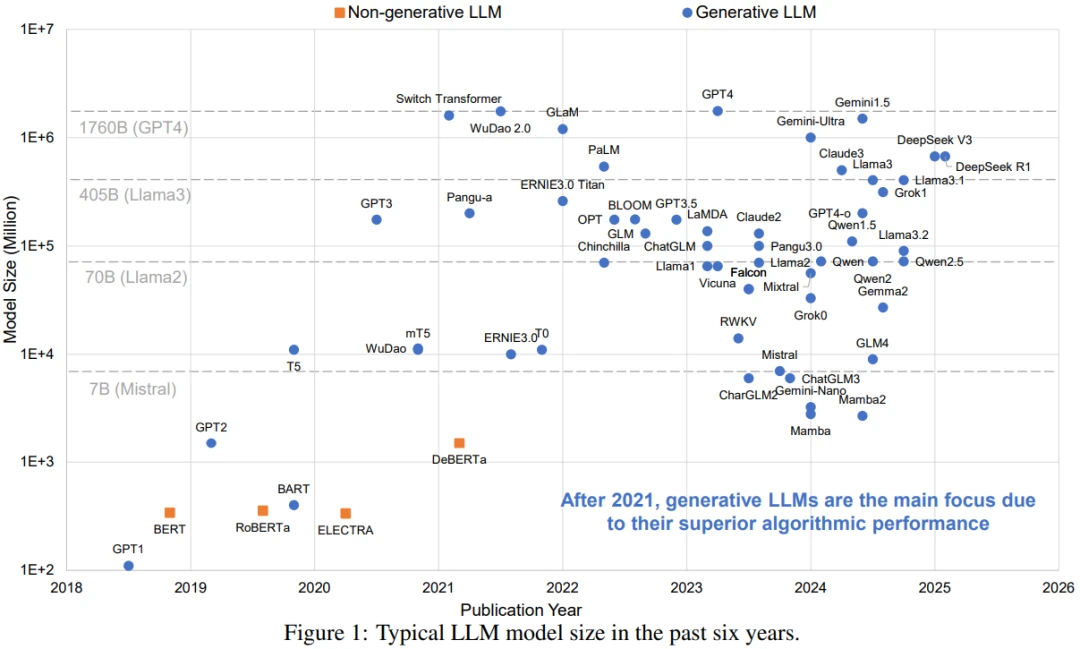 Non-generative LLM
Generative LLM
1E+7
1E+6
1E+5
1E+4
1E+3
1E+2
Model Size (Million)
1760B (GPT4)
405B (Llama3)
70B (Llama2)
7B (Mistral)
Switch Transformer
WuDao 2.0
GLaM
GPT4
Gemini1.5
Gemini-Ultra
PaLM
DeepSeek V3
DeepSeek R1
Claude3
Llama3
Llama3.1
Grok1
ERNIE3.0 Titan
GPT3
Pangu-a
OPT
BLOOM
GPT3.5
LaMDA
Claude2
GPT4-o
Qwen1.5
Llama3.2
GLM
Chinchilla
ChatGLM
Pangu3.0
Llama1
Vicuna
Falcon
Llama2
Mixtral
Qwen
Qwen2
Qwen2.5
Gemma2
Grok0
RWKV
T5
WuDao
mT5
ERNIE3.0
T0
GLM4
Mistral
ChatGLM3
CharGLM2
Gemini-Nano
Mamba2
Mamba
GPT2
DeBERTa
BART
BERT
RoBERTa
ELECTRA
GPT1
After 2021, generative LLMs are the main focus due
to their superior algorithmic performance
2018
2019
2020
2021
2022
2023
2024
2025
2026
Publication Year
Figure 1: Typical LLM model size in the past six years.